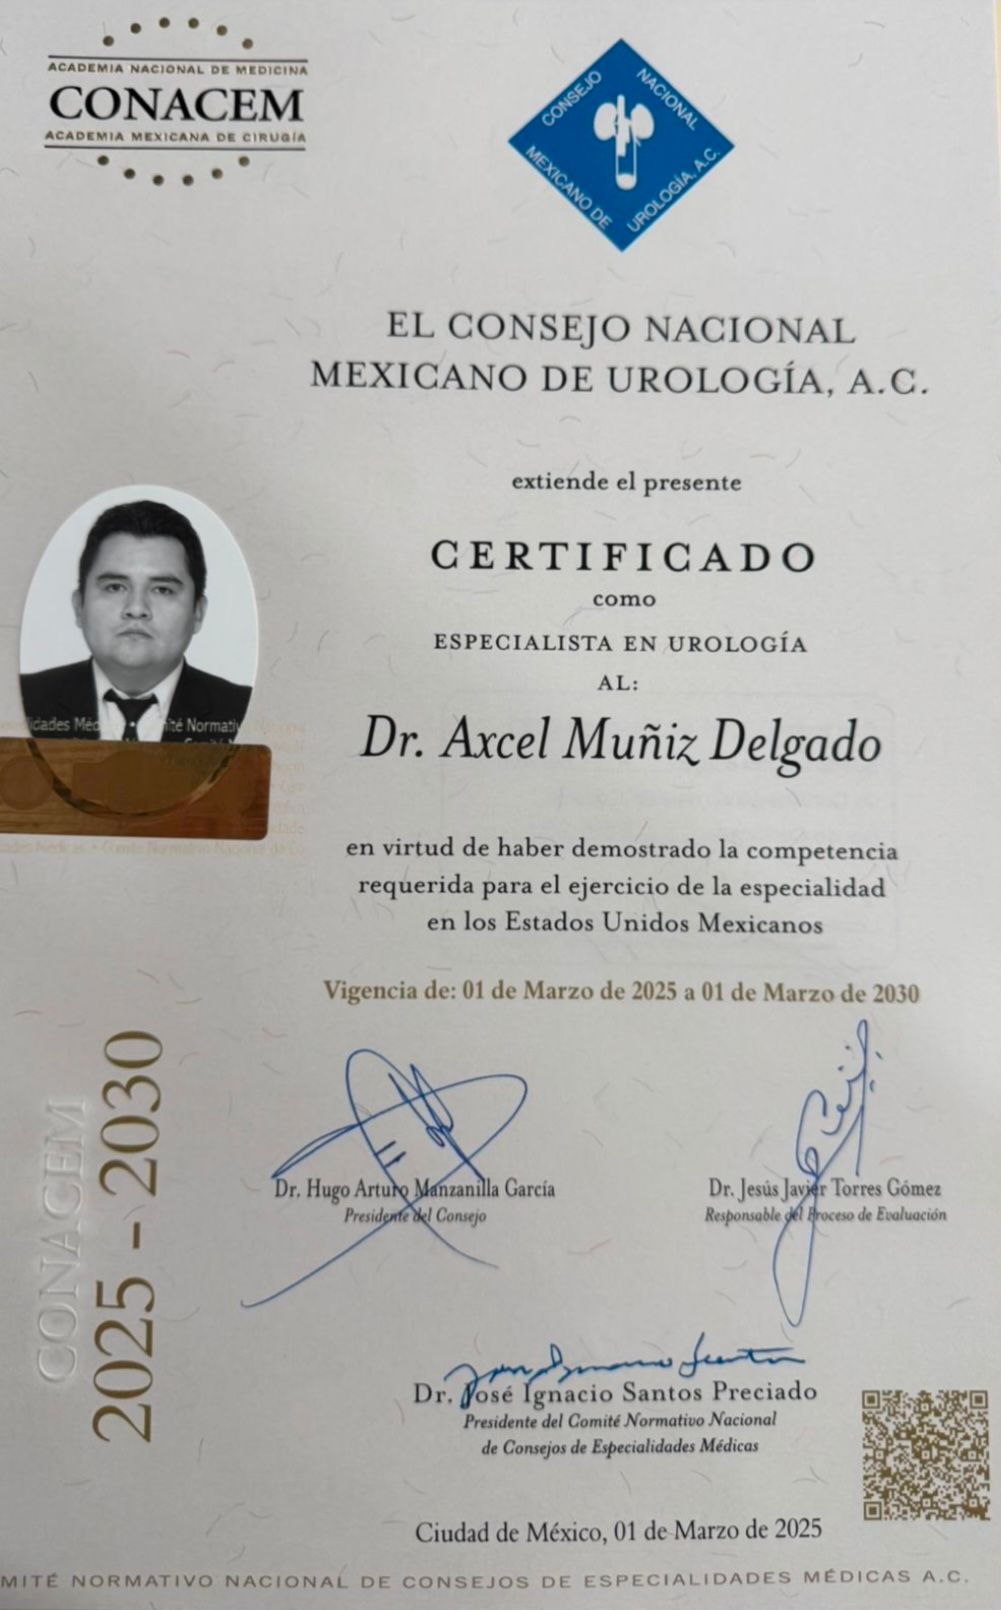 ACADEMIA NACIONAL DE MEDICINA
CONACEM
ACADEMIA MEXICANA DE CIRUGÍA
CONSEJO NACIONAL
MEXICANO DE UROLOGÍA, A.C.
EL CONSEJO NACIONAL
MEXICANO DE UROLOGÍA, A.C.
extiende el presente
CERTIFICADO
como
ESPECIALISTA EN UROLOGÍA
AL:
Dr. Axcel Muñiz Delgado
en virtud de haber demostrado la competencia
requerida para el ejercicio de la especialidad
en los Estados Unidos Mexicanos
Vigencia de: 01 de Marzo de 2025 a 01 de Marzo de 2030
CONACEM
2025 - 2030
Dr. Hugo Arturo Manzanilla García
Presidente del Consejo
Dr. Jesús Javier Torres Gómez
Responsable del Proceso de Evaluación
Dr. José Ignacio Santos Preciado
Presidente del Comité Normativo Nacional
de Consejos de Especialidades Médicas
Ciudad de México, 01 de Marzo de 2025
MITÉ NORMATIVO NACIONAL DE CONSEJOS DE ESPECIALIDADES MÉDICAS A.C.